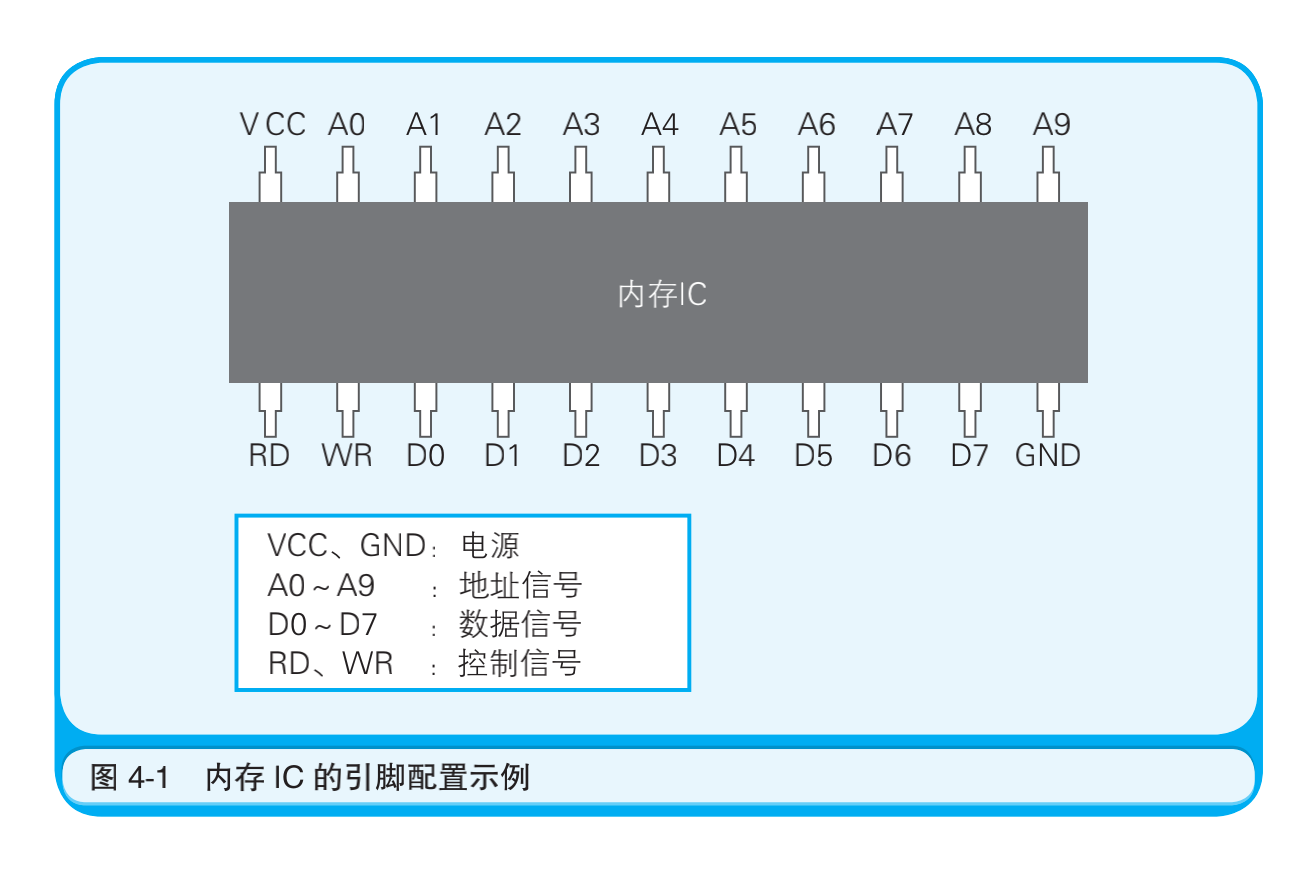 VCC A0 A1 A2 A3 A4 A5 A6 A7 A8 A9
内存IC
RD WR D0 D1 D2 D3 D4 D5 D6 D7 GND
VCC、GND：电源
A0～A9 ：地址信号
D0～D7 ：数据信号
RD、WR ：控制信号
图 4-1 内存 IC 的引脚配置示例